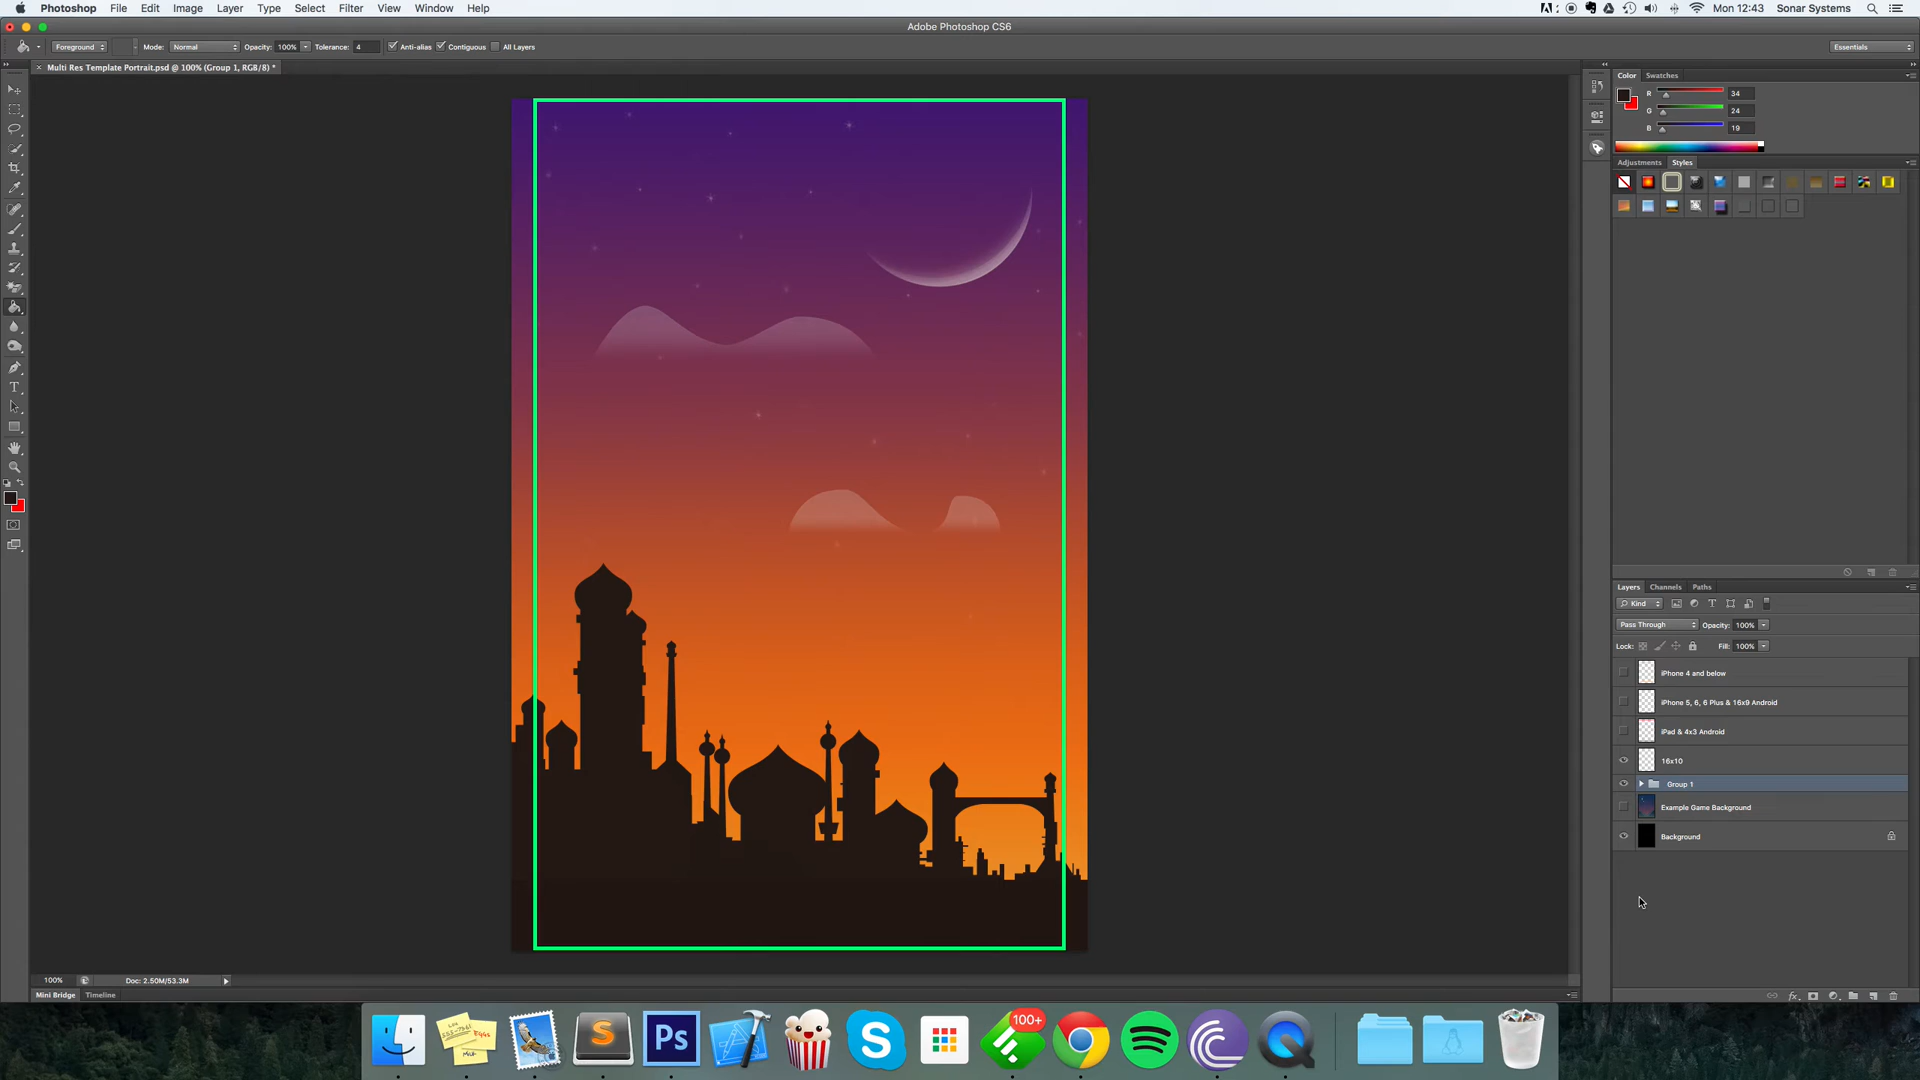 Photoshop File Edit Image Layer Type Select Filter View Window Help Mon 12:43 Sonar Systems
Adobe Photoshop CS6
Foreground Mode: Normal Opacity: 100% Tolerance: 4 Anti-alias Contiguous All Layers Essentials
× Multi Res Template Portrait.psd @ 100% (Group 1, RGB/8) *
Color Swatches
R 34
G 24
B 19
Adjustments Styles
Layers Channels Paths
Kind
Pass Through Opacity: 100%
Lock: Fill: 100%
iPhone 4 and below
iPhone 5, 6, 6 Plus & 16x9 Android
iPad & 4x3 Android
16x10
Group 1
Example Game Background
Background
100% Doc: 2.50M/53.3M
Mini Bridge Timeline
100+
EGGS
MILK
S
Ps
S